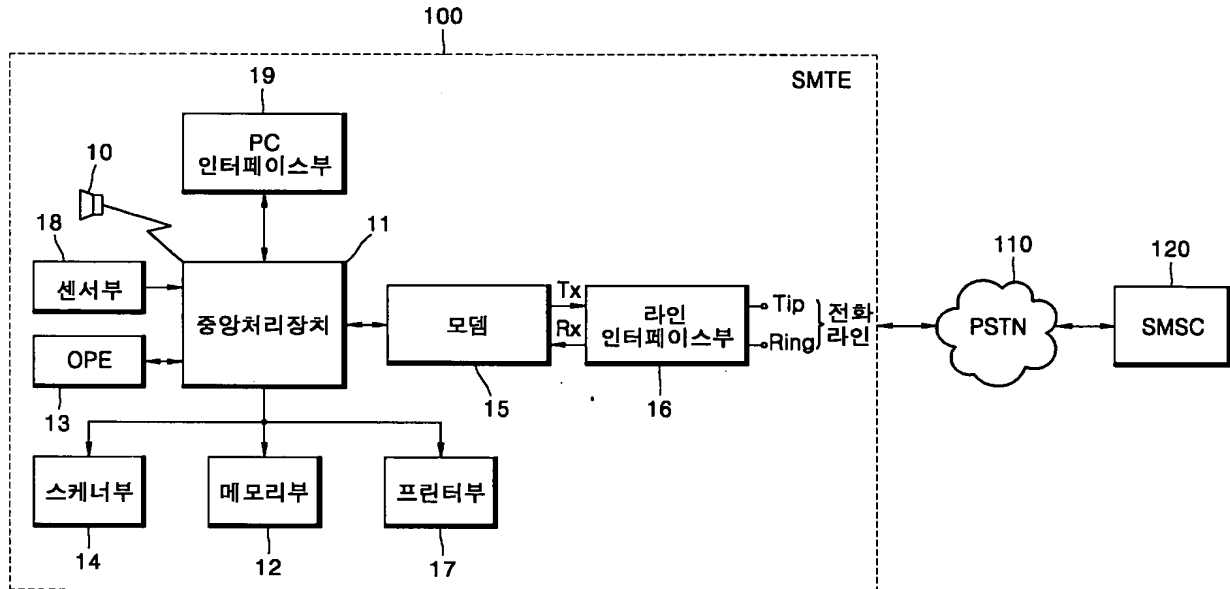 100
SMTE
19
PC
인터페이스부
10
18
센서부
11
중앙처리장치
OPE
13
모뎀
15
Tx
Rx
라인
인터페이스부
16
Tip
Ring
전화
라인
110
PSTN
120
SMSC
스케너부
14
메모리부
12
프린터부
17